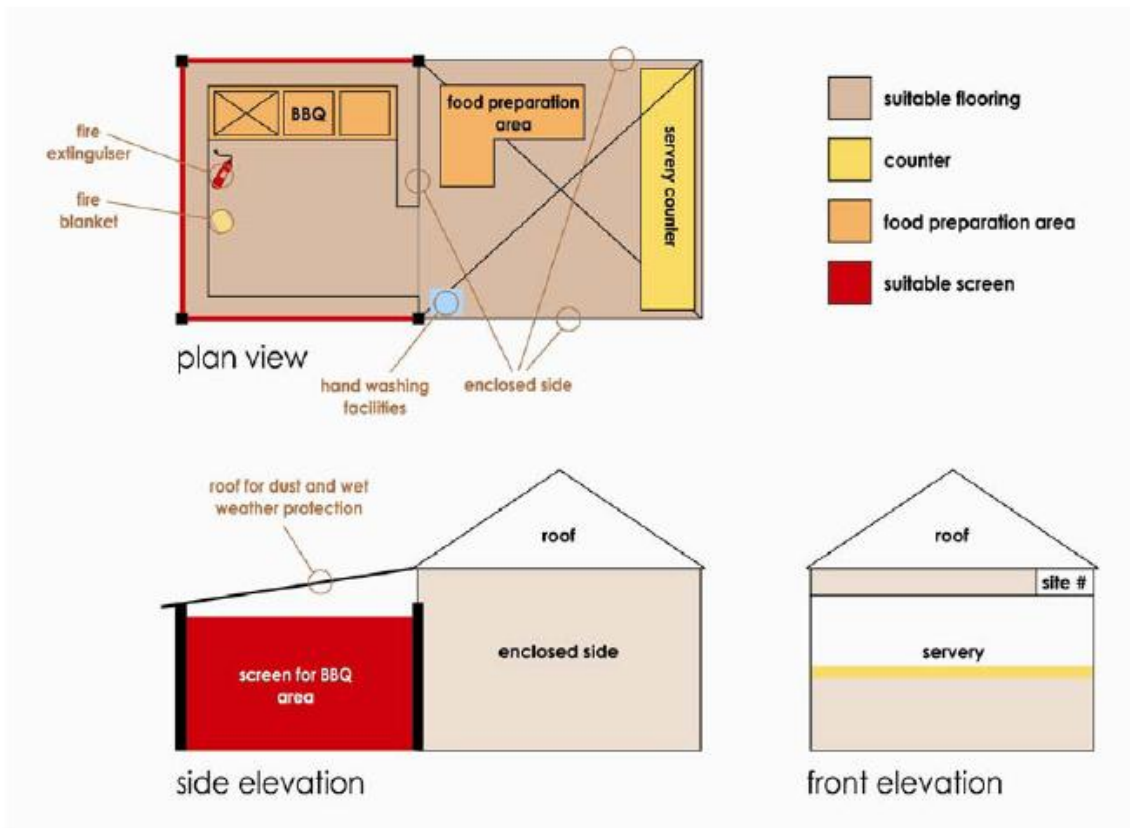 BBQ
food preparation
area
servery counter
fire
extinguiser
fire
blanket
plan view
hand washing
facilities
enclosed side
suitable flooring
counter
food preparation area
suitable screen
roof for dust and wet
weather protection
roof
screen for BBQ
area
enclosed side
side elevation
roof
site #
servery
front elevation